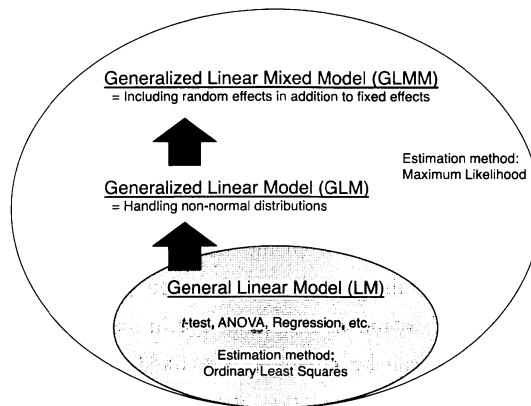 Generalized Linear Mixed Model (GLMM)
= Including random effects in addition to fixed effects
Estimation method:
Maximum Likelihood
Generalized Linear Model (GLM)
= Handling non-normal distributions
General Linear Model (LM)
t-test, ANOVA, Regression, etc.
Estimation method:
Ordinary Least Squares